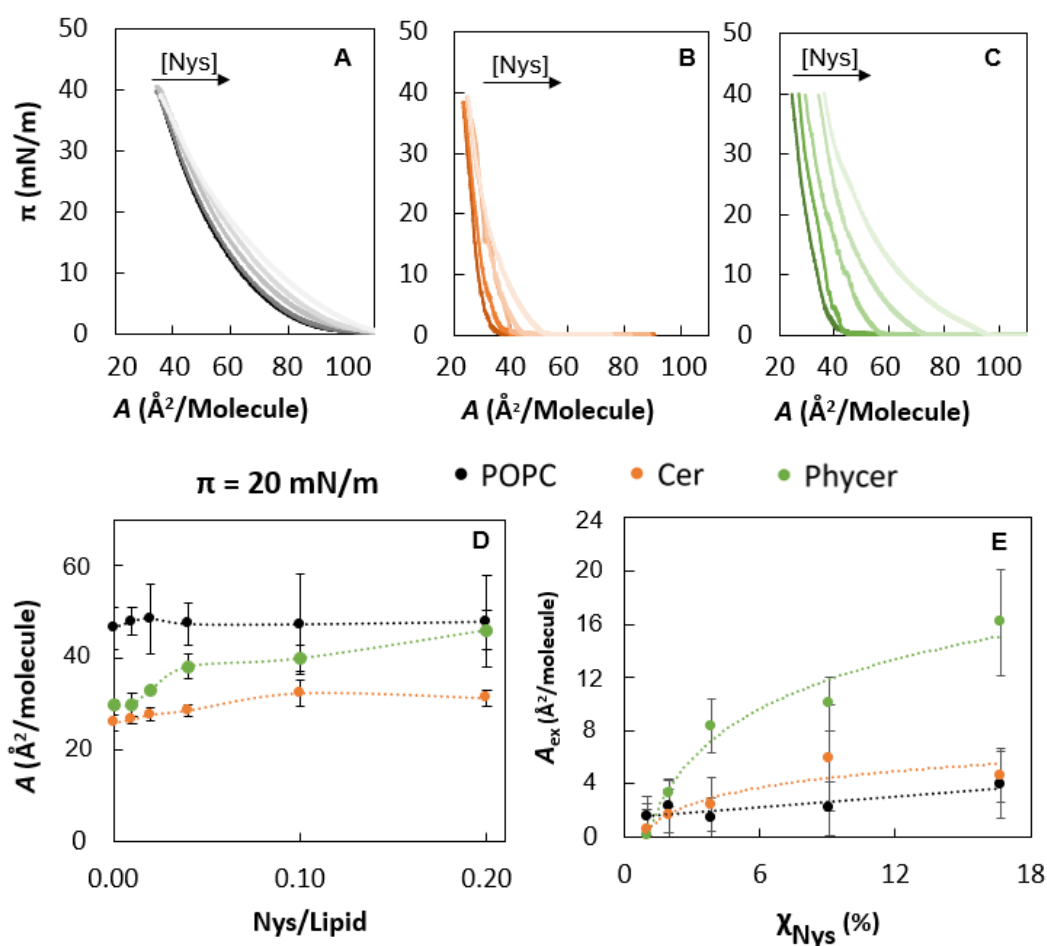 50
40
30
20
10
0
π (mN/m)
[Nys]
A
20 40 60 80 100
A (Å²/Molecule)
50
40
30
20
10
0
[Nys]
B
20 40 60 80 100
A (Å²/Molecule)
50
40
30
20
10
0
[Nys]
C
20 40 60 80 100
A (Å²/Molecule)
π = 20 mN/m
POPC
Cer
Phycer
D
60
40
20
0
A (Å²/molecule)
0.00 0.10 0.20
Nys/Lipid
E
24
20
16
12
8
4
0
Aex (Å²/molecule)
0 6 12 18
χNys (%)